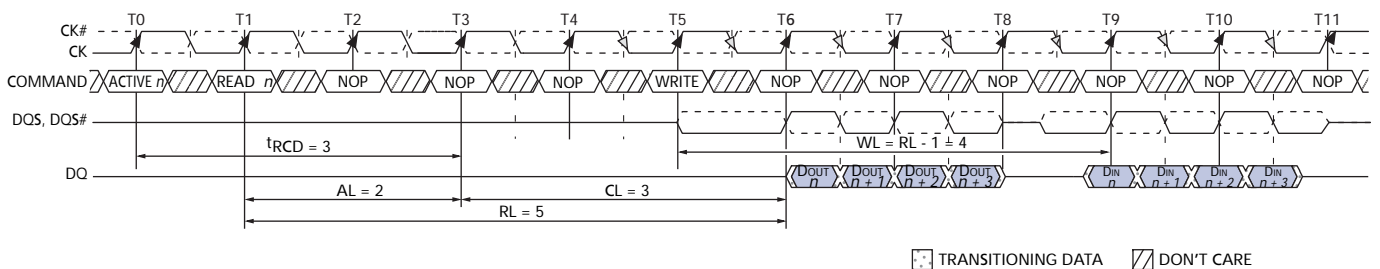 T0 T1 T2 T3 T4 T5 T6 T7 T8 T9 T10 T11
CK#
CK
COMMAND ACTIVE n READ n NOP NOP NOP WRITE NOP NOP NOP NOP NOP NOP
DQS, DQS#
tRCD = 3 WL = RL - 1 = 4
DQ DOUT n DOUT n + 1 DOUT n + 2 DOUT n + 3 DIN n DIN n + 1 DIN n + 2 DIN n + 3
AL = 2 CL = 3
RL = 5
TRANSITIONING DATA DON'T CARE